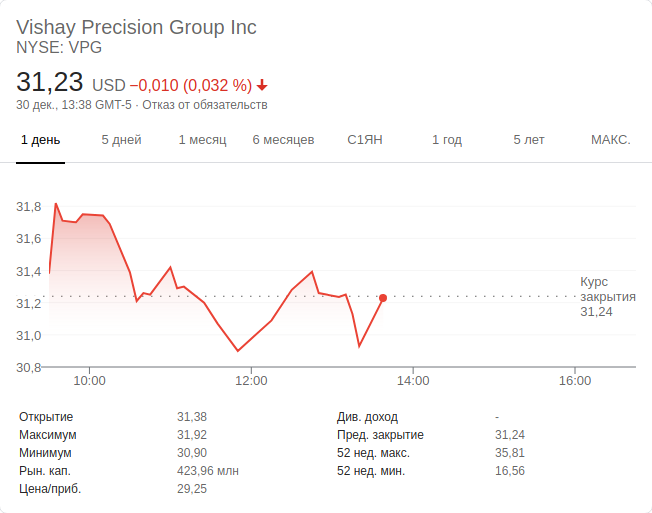 Vishay Precision Group Inc
NYSE: VPG
31,23 USD −0,010 (0,032 %)
30 дек., 13:38 GMT-5 · Отказ от обязательств
1 день 5 дней 1 месяц 6 месяцев С1ЯН 1 год 5 лет МАКС.
31,8
31,6
31,4
31,2
31,0
30,8
Курс
закрытия
31,24
10:00 12:00 14:00 16:00
Открытие 31,38 Див. доход -
Максимум 31,92 Пред. закрытие 31,24
Минимум 30,90 52 нед. макс. 35,81
Рын. кап. 423,96 млн 52 нед. мин. 16,56
Цена/приб. 29,25